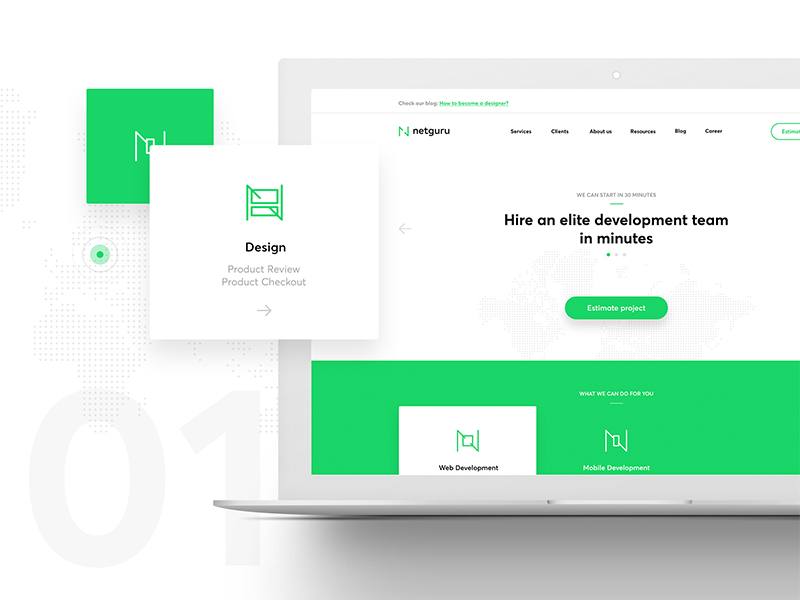 Check our blog: How to become a designer?
netguru
Services Clients About us Resources Blog Career
WE CAN START IN 30 MINUTES
Hire an elite development team
in minutes
Estimate project
Design
Product Review
Product Checkout
WHAT WE CAN DO FOR YOU
Web Development
Mobile Development
01